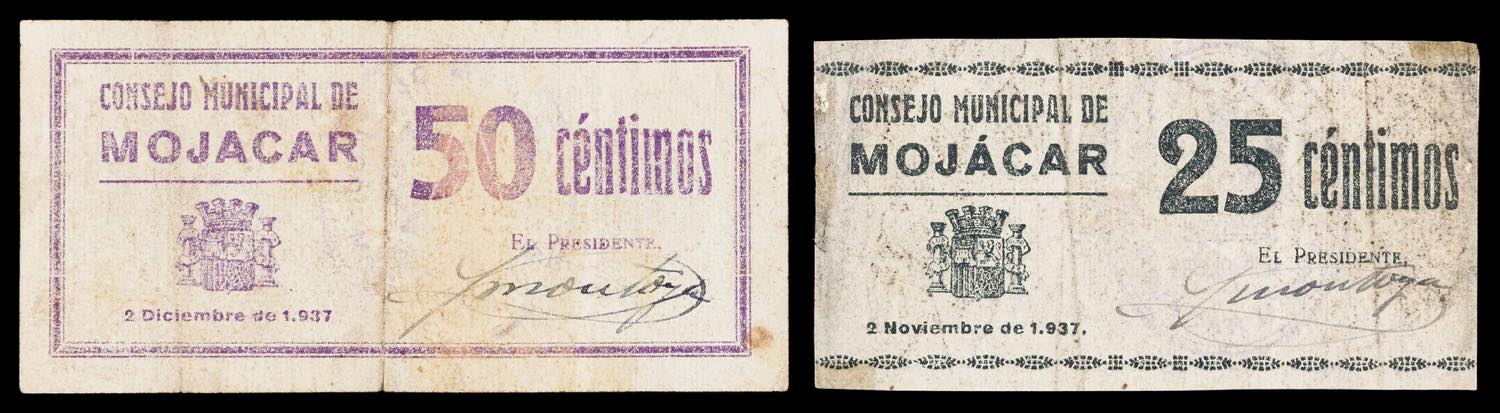 CONSEJO MUNICIPAL DE
MOJACAR
50 céntimos
EL PRESIDENTE,
2 Diciembre de 1.937
CONSEJO MUNICIPAL DE
MOJÁCAR
25 céntimos
EL PRESIDENTE,
2 Noviembre de 1.937.